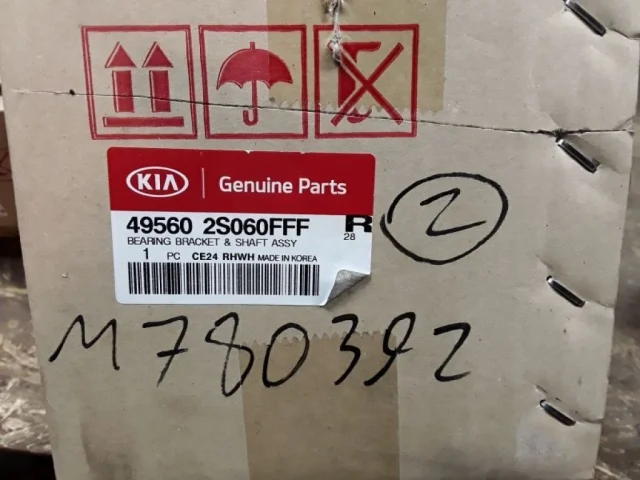 KIA Genuine Parts
49560 2S060FFF R
BEARING BRACKET & SHAFT ASSY 28
1 PC CE24 RHWH MADE IN KOREA
2
M780392